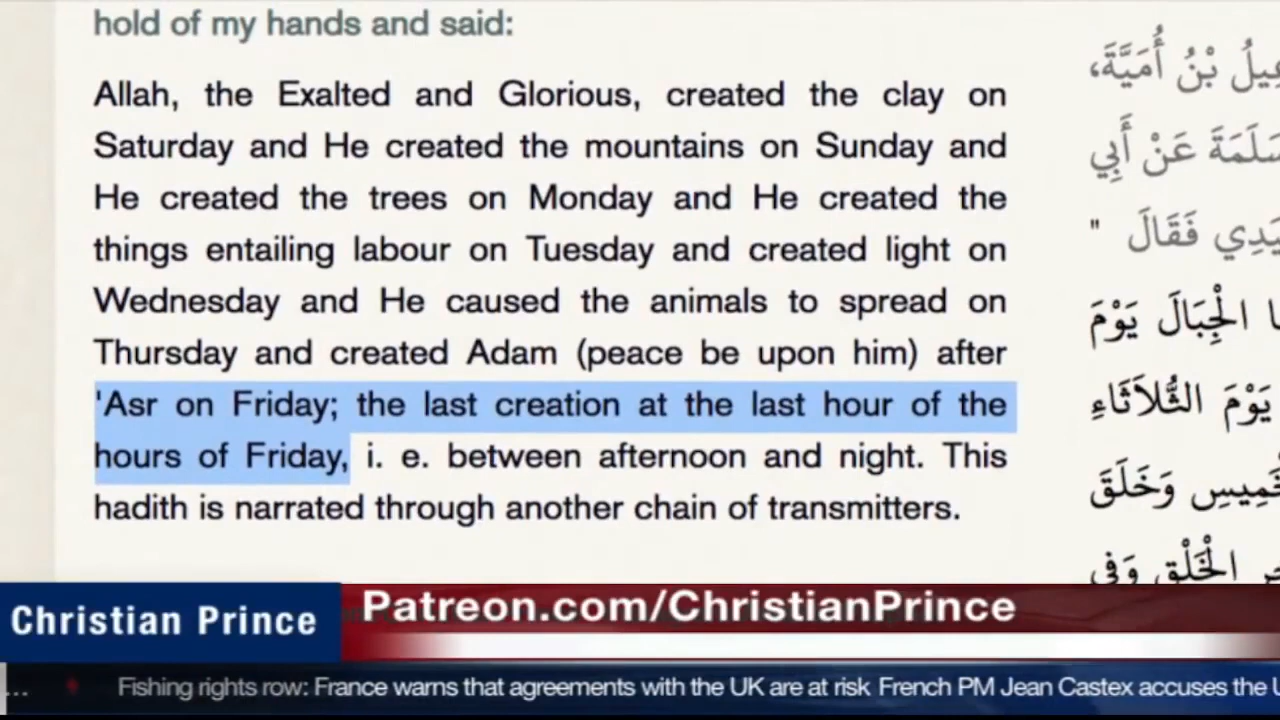 hold of my hands and said:
Allah, the Exalted and Glorious, created the clay on
Saturday and He created the mountains on Sunday and
He created the trees on Monday and He created the
things entailing labour on Tuesday and created light on
Wednesday and He caused the animals to spread on
Thursday and created Adam (peace be upon him) after
'Asr on Friday; the last creation at the last hour of the
hours of Friday, i. e. between afternoon and night. This
hadith is narrated through another chain of transmitters.
بْنُ أُمَيَّةَ،
سَلَمَةَ عَنْ أَبِي
فَقَالَ "
الْجِبَالَ يَوْمَ
يَوْمَ الثُّلاَثَاءِ
وَخَلَقَ
الْخَلْقِ وَفِي
Christian Prince
Patreon.com/ChristianPrince
... Fishing rights row: France warns that agreements with the UK are at risk French PM Jean Castex accuses the